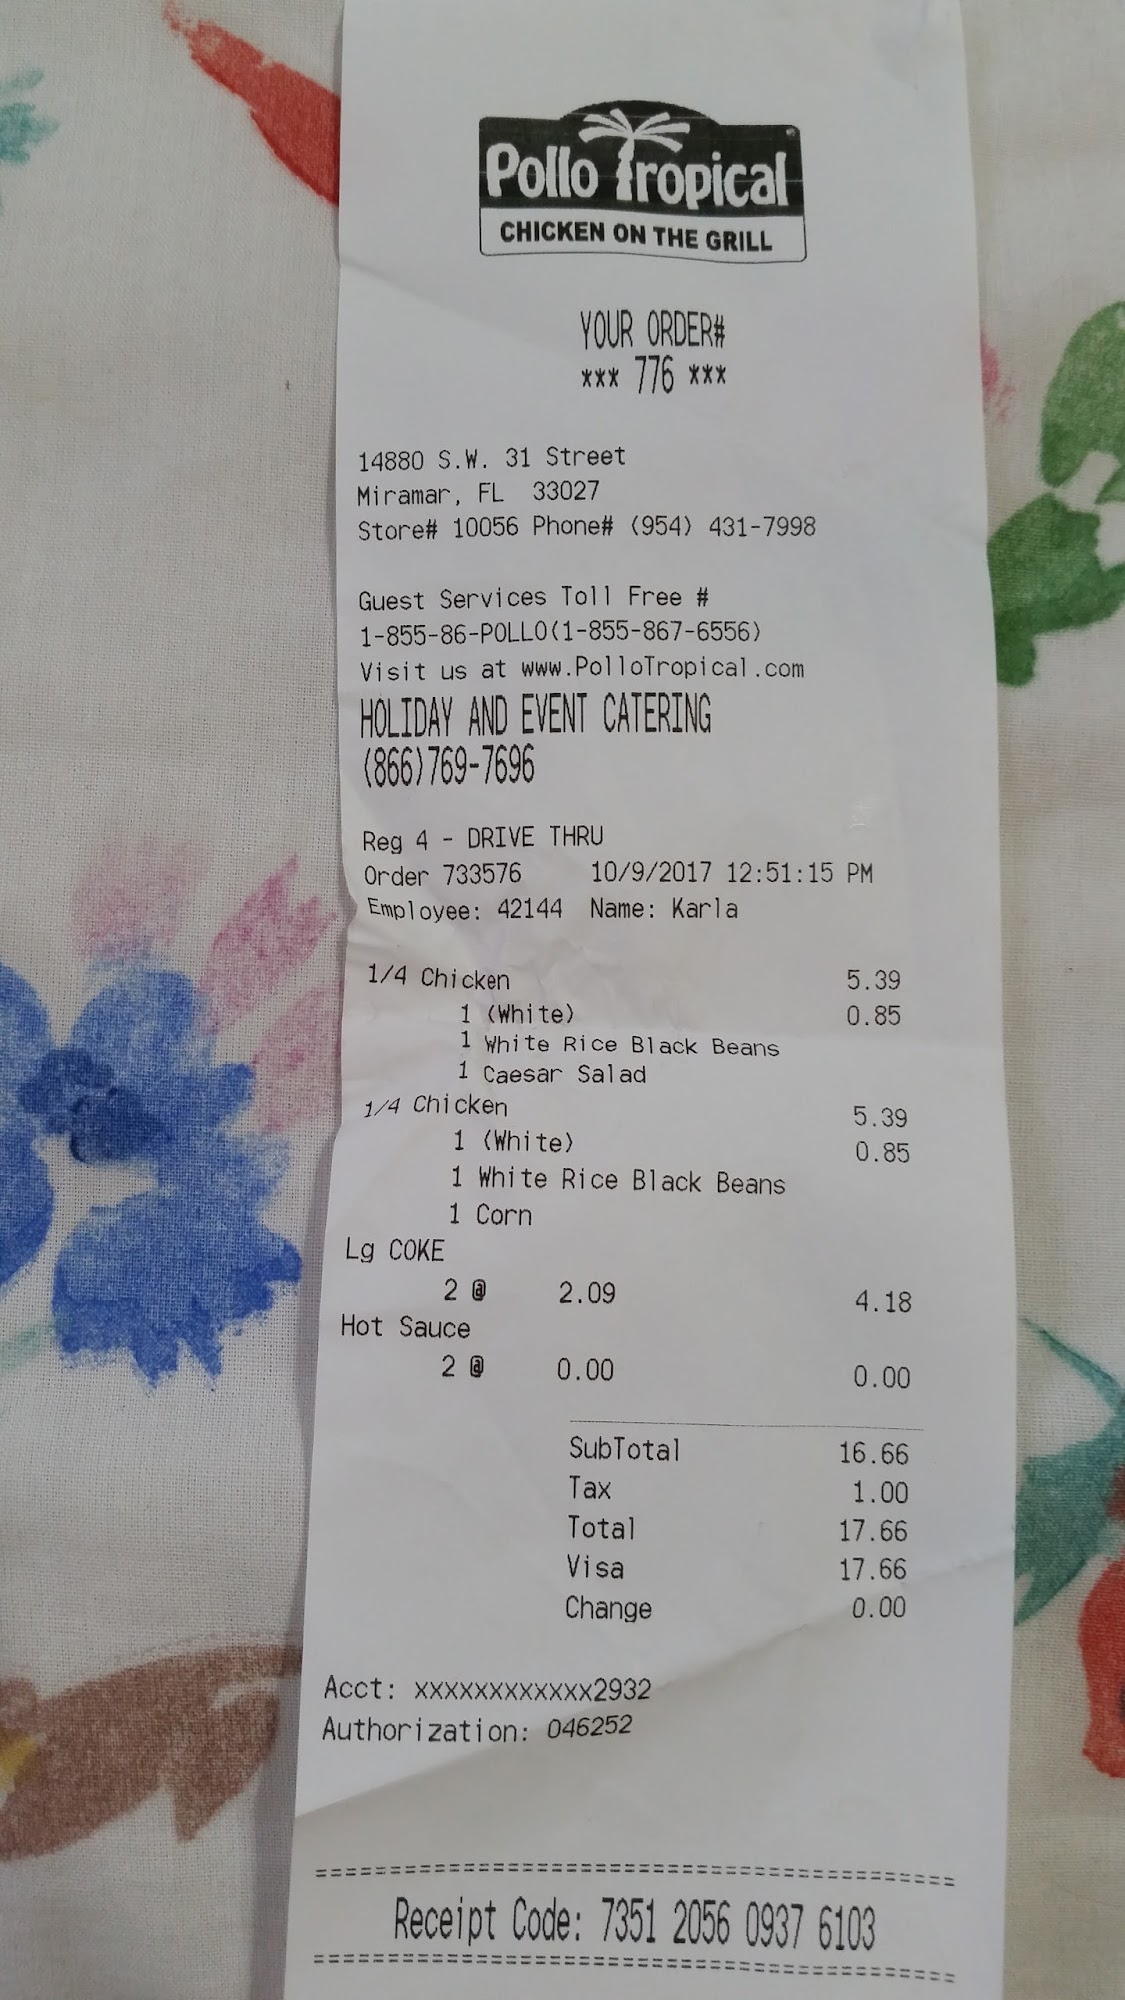 Pollo Tropical
CHICKEN ON THE GRILL
YOUR ORDER#
*** 776 ***
14880 S.W. 31 Street
Miramar, FL 33027
Store# 10056 Phone# (954) 431-7998
Guest Services Toll Free #
1-855-86-POLLO(1-855-867-6556)
Visit us at www.PolloTropical.com
HOLIDAY AND EVENT CATERING
(866)769-7696
Reg 4 - DRIVE THRU
Order 733576 10/9/2017 12:51:15 PM
Employee: 42144 Name: Karla
1/4 Chicken 5.39
1 (White) 0.85
1 White Rice Black Beans
1 Caesar Salad
1/4 Chicken 5.39
1 (White) 0.85
1 White Rice Black Beans
1 Corn
Lg COKE
2 @ 2.09 4.18
Hot Sauce
2 @ 0.00 0.00
SubTotal 16.66
Tax 1.00
Total 17.66
Visa 17.66
Change 0.00
Acct: xxxxxxxxxxxx2932
Authorization: 046252
===========================================
Receipt Code: 7351 2056 0937 6103
===========================================